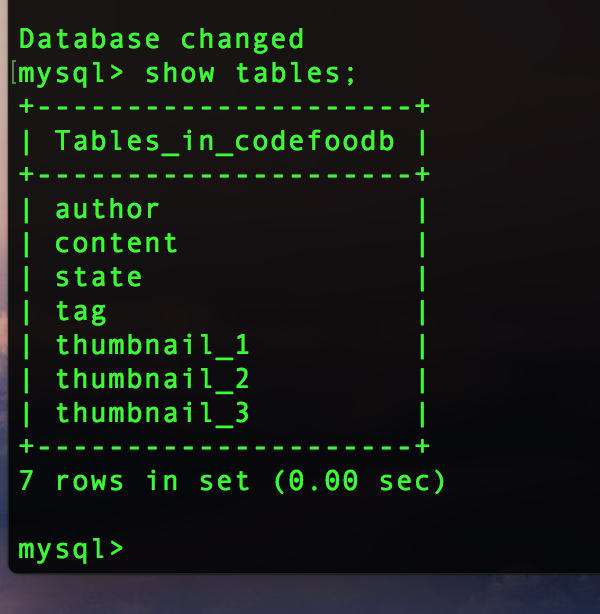 Database changed
[mysql> show tables;
+---------------------+
| Tables_in_codefoodb |
+---------------------+
| author              |
| content             |
| state               |
| tag                 |
| thumbnail_1         |
| thumbnail_2         |
| thumbnail_3         |
+---------------------+
7 rows in set (0.00 sec)
mysql>